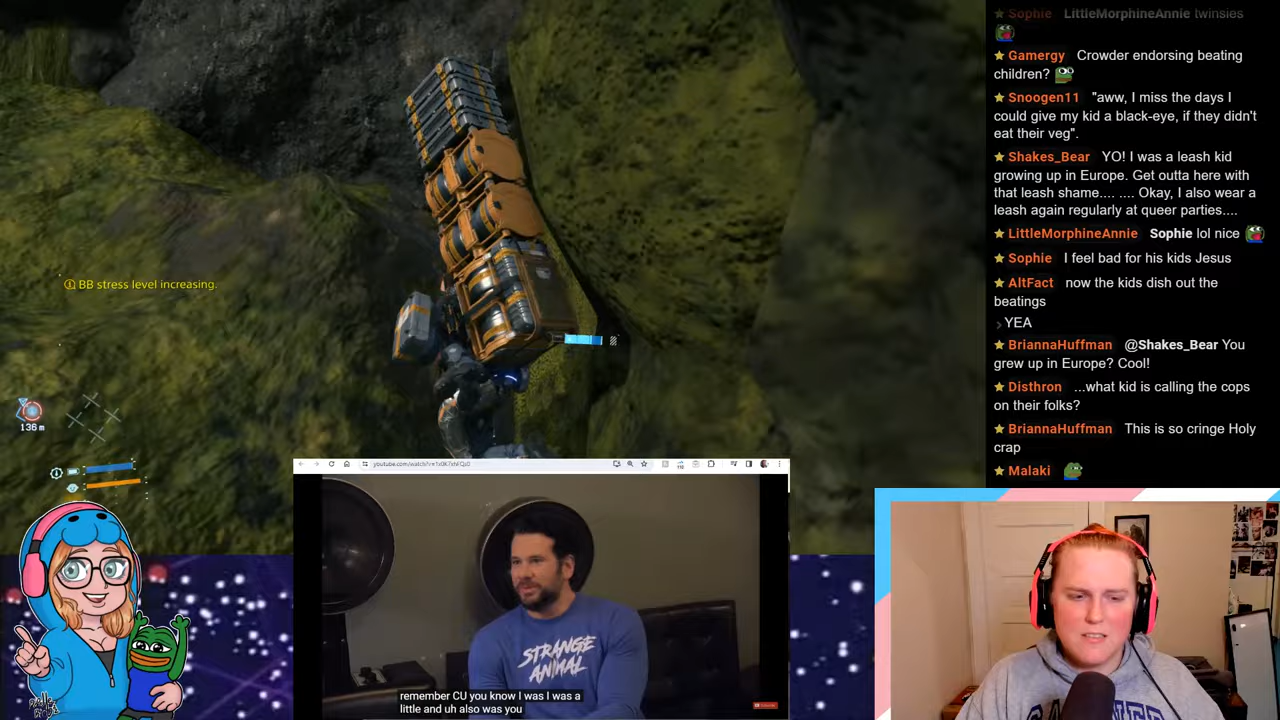 Sophie LittleMorphineAnnie twinsies
Gamergy Crowder endorsing beating
children?
Snoogen11 "aww, I miss the days I
could give my kid a black-eye, if they didn't
eat their veg".
Shakes_Bear YO! I was a leash kid
growing up in Europe. Get outta here with
that leash shame.... .... Okay, I also wear a
leash again regularly at queer parties....
LittleMorphineAnnie Sophie lol nice
Sophie I feel bad for his kids Jesus
AltFact now the kids dish out the
beatings
YEA
BriannaHuffman @Shakes_Bear You
grew up in Europe? Cool!
Disthron ...what kid is calling the cops
on their folks?
BriannaHuffman This is so cringe Holy
crap
Malaki
BB stress level increasing.
136 m
STRANGE
ANIMAL
remember CU you know I was I was a
little and uh also was you